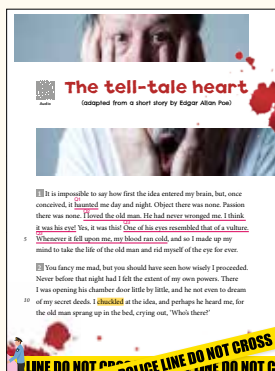 Audio
The tell-tale heart
(adapted from a short story by Edgar Allan Poe)
1 It is impossible to say how first the idea entered my brain, but, once
Q1
conceived, it haunted me day and night. Object there was none. Passion
there was none. I loved the old man. He had never wronged me. I think
it was his eye! Yes, it was this! One of his eyes resembled that of a vulture.
5 Whenever it fell upon me, my blood ran cold, and so I made up my
mind to take the life of the old man and rid myself of the eye for ever.
2 You fancy me mad, but you should have seen how wisely I proceeded.
Never before that night had I felt the extent of my own powers. There
I was opening his chamber door little by little, and he not even to dream
10 of my secret deeds. I chuckled at the idea, and perhaps he heard me, for
the old man sprang up in the bed, crying out, 'Who's there?'
POLICE LINE DO NOT CROSS
LINE DO NOT